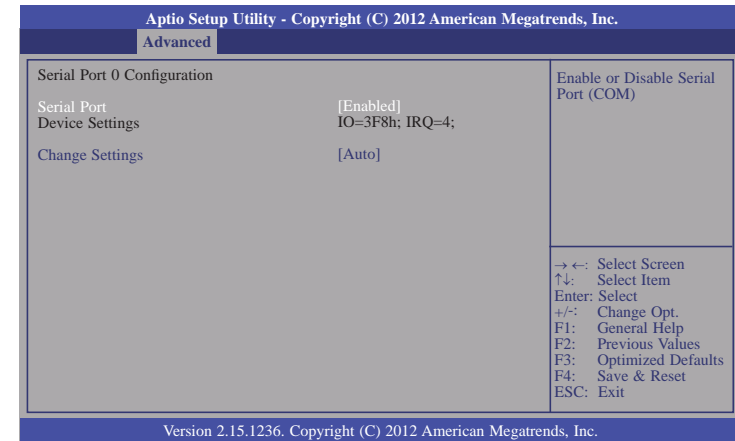 Aptio Setup Utility - Copyright (C) 2012 American Megatrends, Inc.
Advanced
Serial Port 0 Configuration
Serial Port [Enabled]
Device Settings IO=3F8h; IRQ=4;
Change Settings [Auto]
Enable or Disable Serial
Port (COM)
→ ←: Select Screen
↑↓: Select Item
Enter: Select
+/-: Change Opt.
F1: General Help
F2: Previous Values
F3: Optimized Defaults
F4: Save & Reset
ESC: Exit
Version 2.15.1236. Copyright (C) 2012 American Megatrends, Inc.